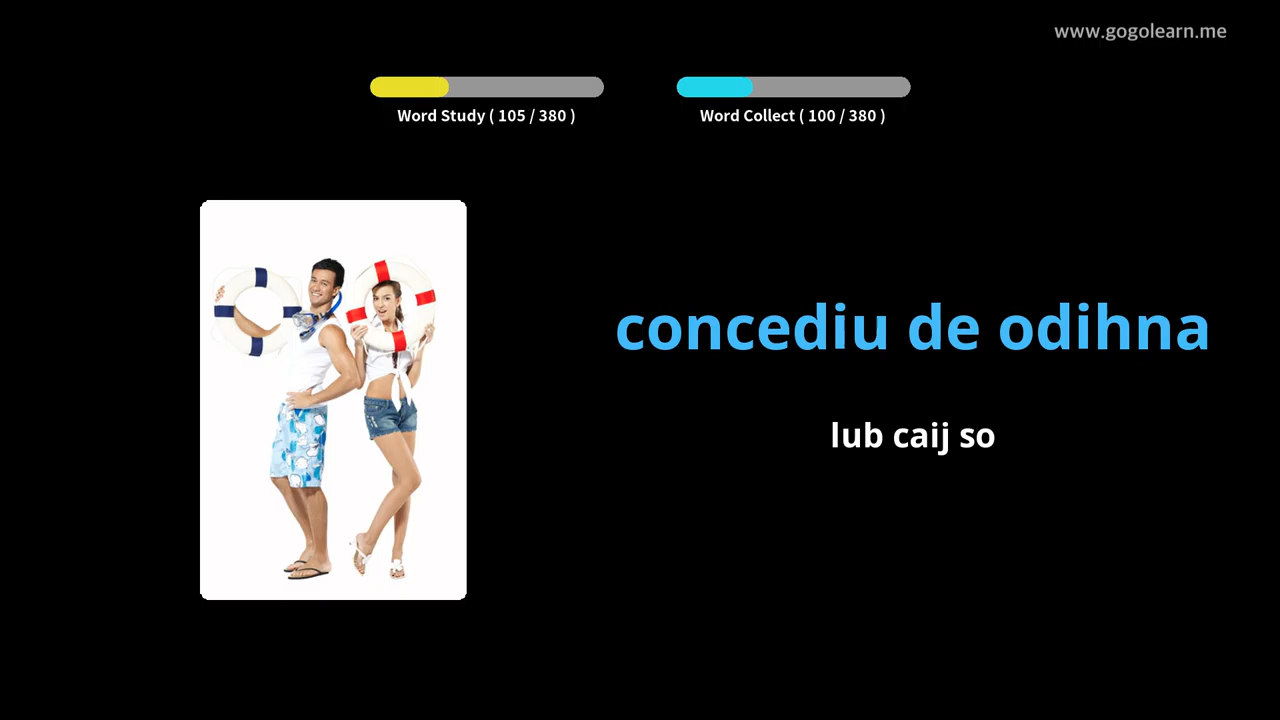 www.gogolearn.me
Word Study ( 105 / 380 )
Word Collect ( 100 / 380 )
concediu de odihna
lub caij so